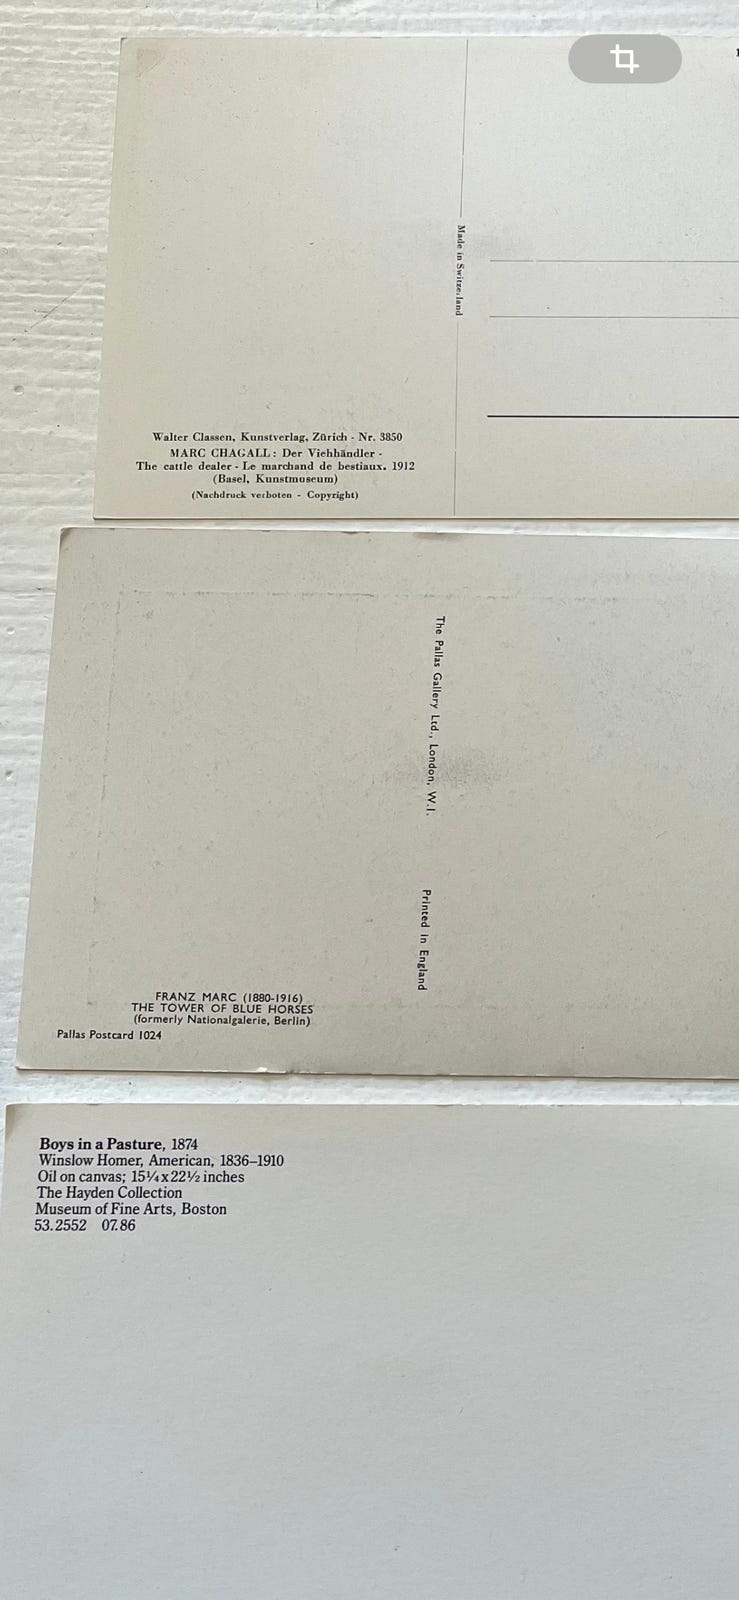 Made in Switzerland
Walter Classen, Kunstverlag, Zürich - Nr. 3850
MARC CHAGALL: Der Viehhändler -
The cattle dealer - Le marchand de bestiaux. 1912
(Basel, Kunstmuseum)
(Nachdruck verboten - Copyright)
The Pallas Gallery Ltd., London, W.1.
Printed in England
FRANZ MARC (1880-1916)
THE TOWER OF BLUE HORSES
(formerly Nationalgalerie, Berlin)
Pallas Postcard 1024
Boys in a Pasture, 1874
Winslow Homer, American, 1836–1910
Oil on canvas; 15¼ x 22½ inches
The Hayden Collection
Museum of Fine Arts, Boston
53.2552 07.86